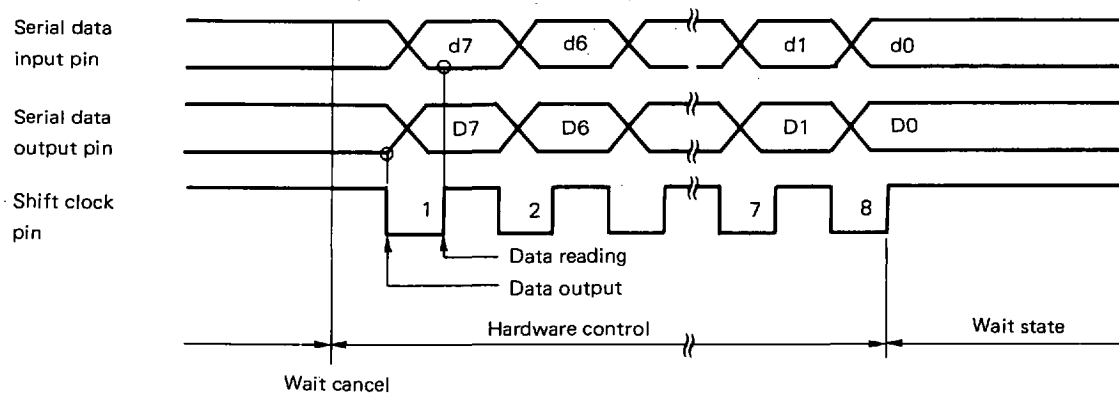 Serial data
input pin
d7 d6 d1 d0
Serial data
output pin
D7 D6 D1 D0
Shift clock
pin
1 2 7 8
Data reading
Data output
Hardware control
Wait state
Wait cancel